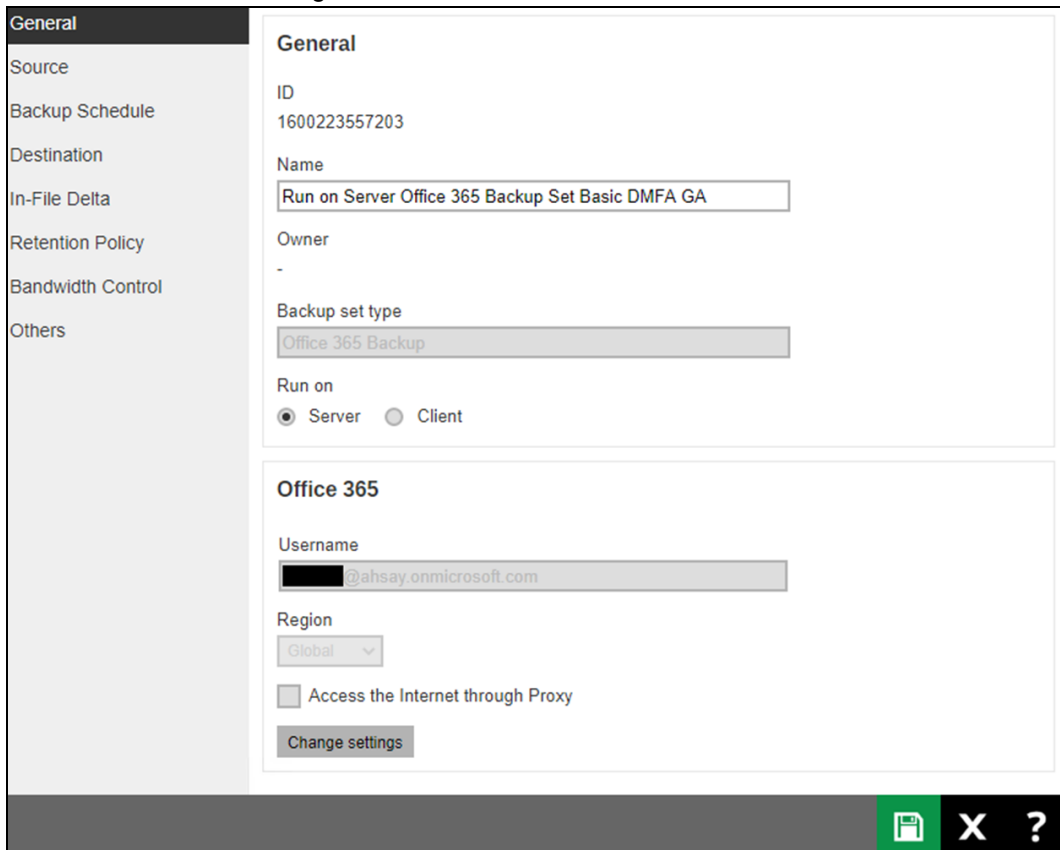 General
Source
Backup Schedule
Destination
In-File Delta
Retention Policy
Bandwidth Control
Others
General
ID
1600223557203
Name
Run on Server Office 365 Backup Set Basic DMFA GA
Owner
-
Backup set type
Office 365 Backup
Run on
Server Client
Office 365
Username
@ahsay.onmicrosoft.com
Region
Global
Access the Internet through Proxy
Change settings
X ?